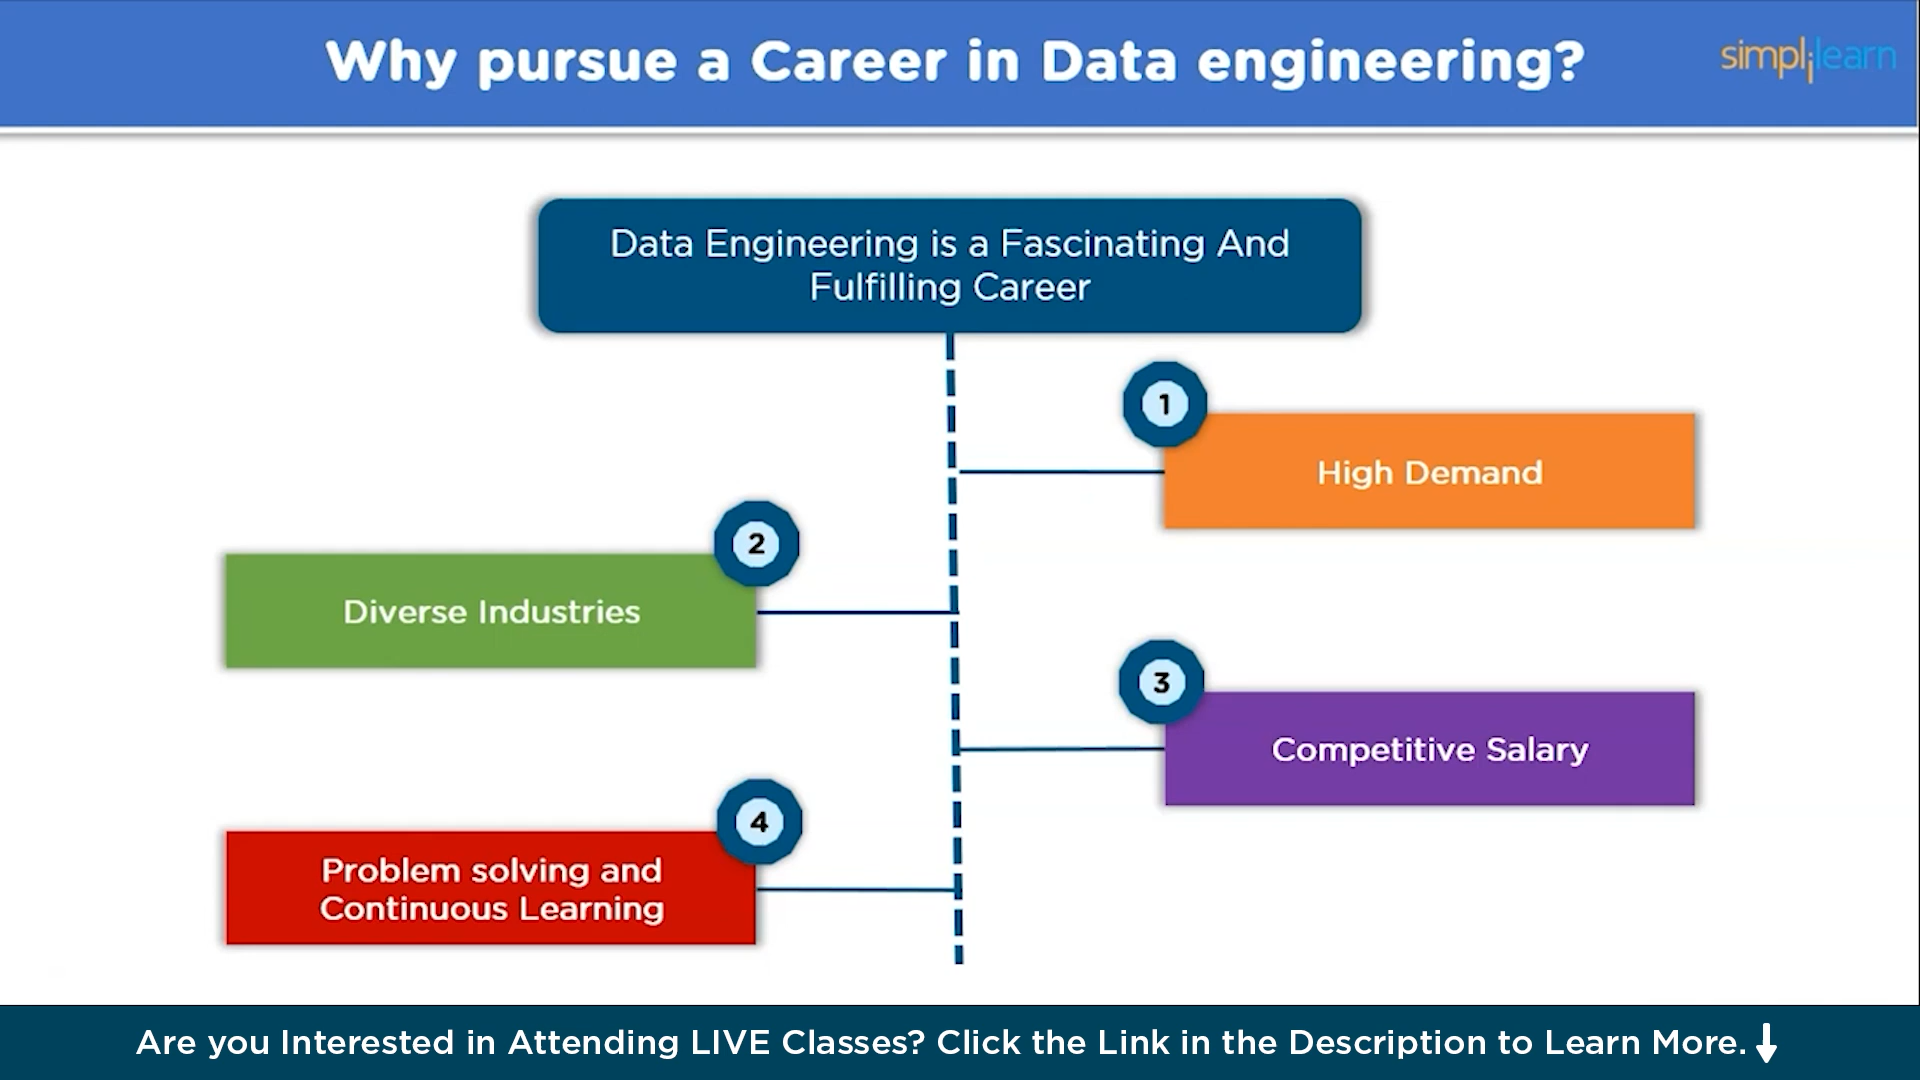 Why pursue a Career in Data engineering?
simplilearn
Data Engineering is a Fascinating And
Fulfilling Career
1
High Demand
2
Diverse Industries
3
Competitive Salary
4
Problem solving and
Continuous Learning
Are you Interested in Attending LIVE Classes? Click the Link in the Description to Learn More.